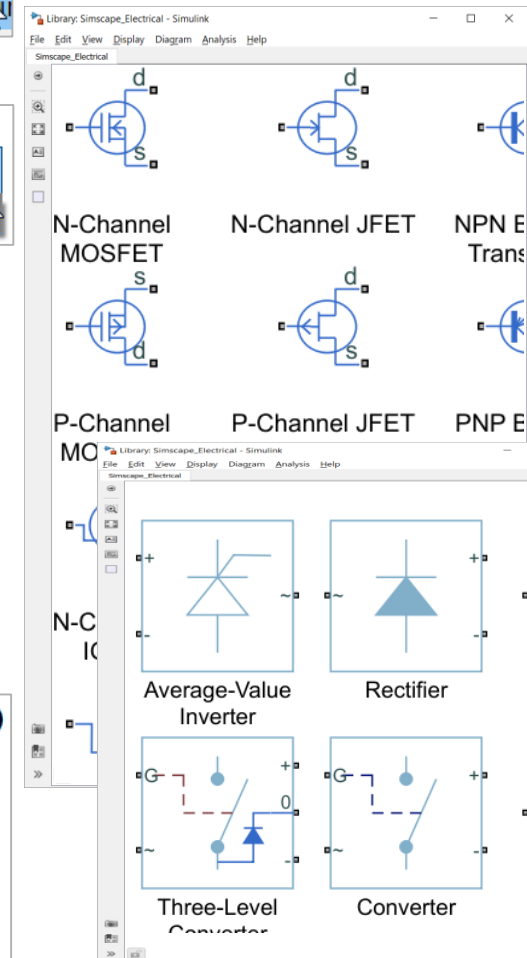 Library: Simscape_Electrical - Simulink
File Edit View Display Diagram Analysis Help
Simscape_Electrical
d
d
s
s
N-Channel
MOSFET
N-Channel JFET
NPN
s
d
d
s
P-Channel
P-Channel JFET
PNP
Library: Simscape_Electrical - Simulink
File Edit View Display Diagram Analysis Help
Simscape_Electrical
+
~
-
+
~
-
Average-Value
Inverter
Rectifier
G
+
0
~
-
G
+
~
-
Three-Level
Converter
Converter